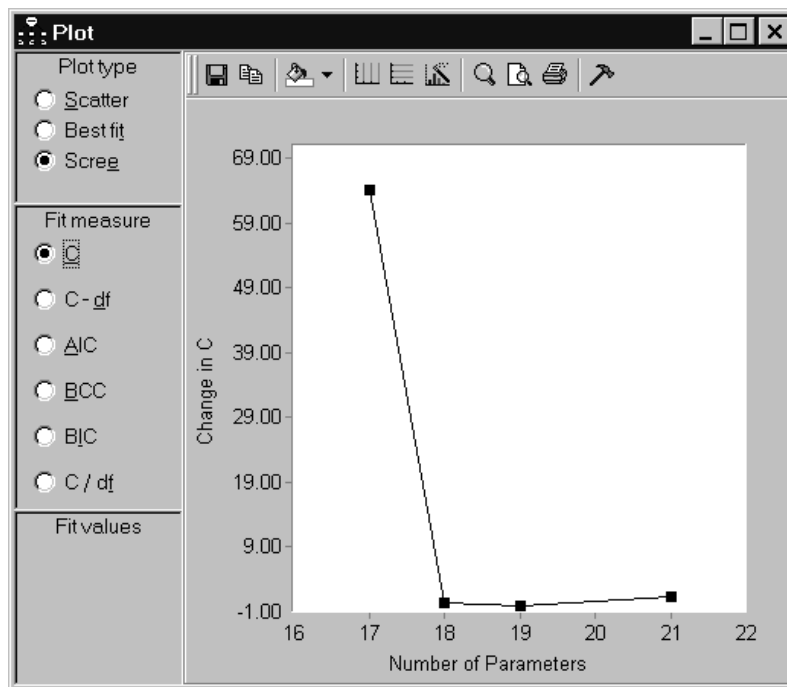 Plot
Plot type
Scatter
Best fit
Scree
Fit measure
C
C - df
AIC
BCC
BIC
C / df
Fit values
69.00
59.00
49.00
39.00
29.00
19.00
9.00
-1.00
Change in C
16 17 18 19 20 21 22
Number of Parameters